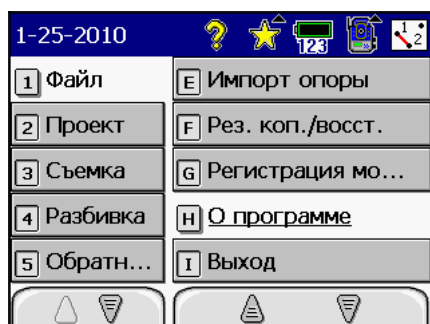 1-25-2010
123
1 2
1 Файл
E Импорт опоры
2 Проект
F Рез. коп./восст.
3 Съемка
G Регистрация мо...
4 Разбивка
H О программе
5 Обратн...
I Выход